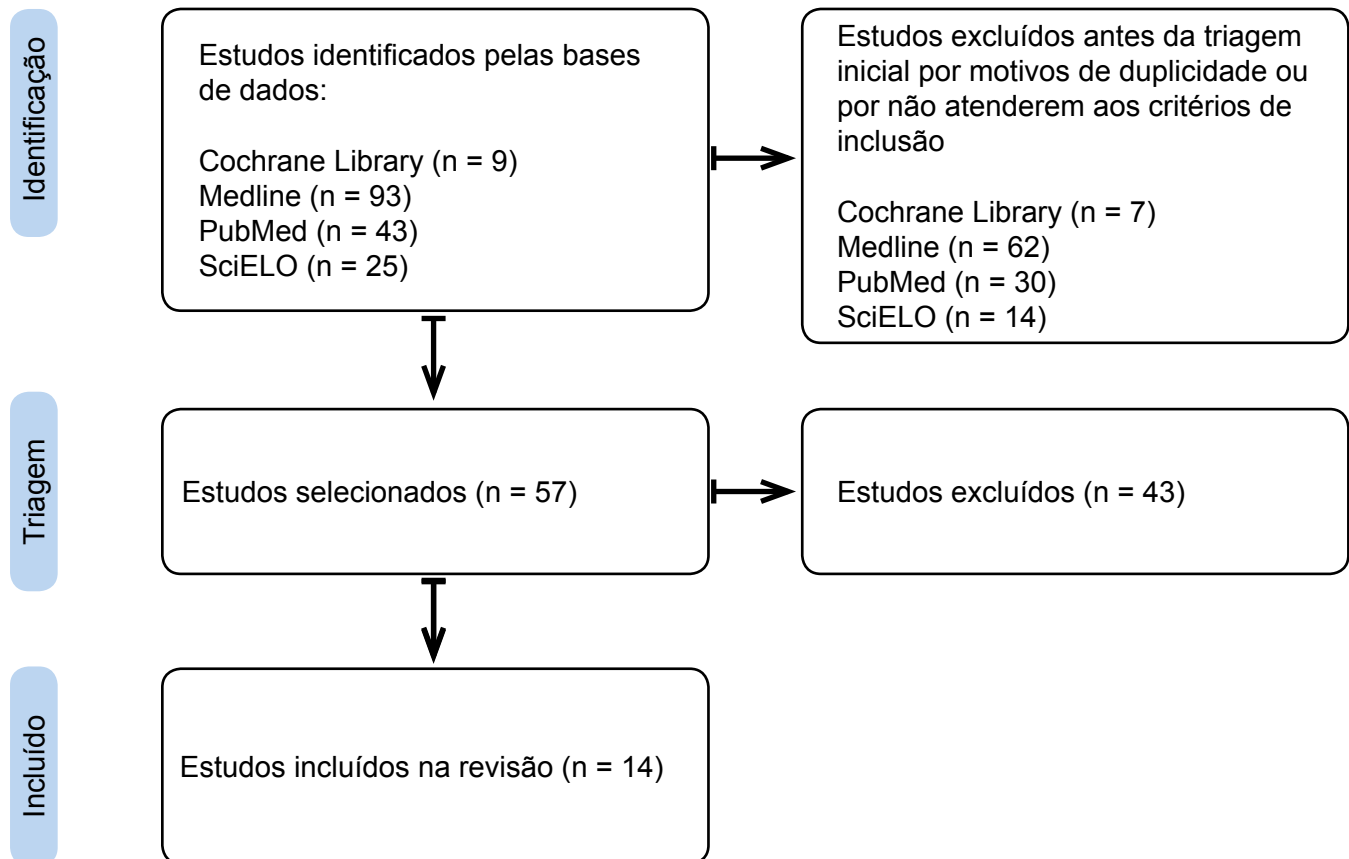 Identificação
Estudos identificados pelas bases
de dados:
Cochrane Library (n = 9)
Medline (n = 93)
PubMed (n = 43)
SciELO (n = 25)
Estudos excluídos antes da triagem
inicial por motivos de duplicidade ou
por não atenderem aos critérios de
inclusão
Cochrane Library (n = 7)
Medline (n = 62)
PubMed (n = 30)
SciELO (n = 14)
Triagem
Estudos selecionados (n = 57)
Estudos excluídos (n = 43)
Incluído
Estudos incluídos na revisão (n = 14)